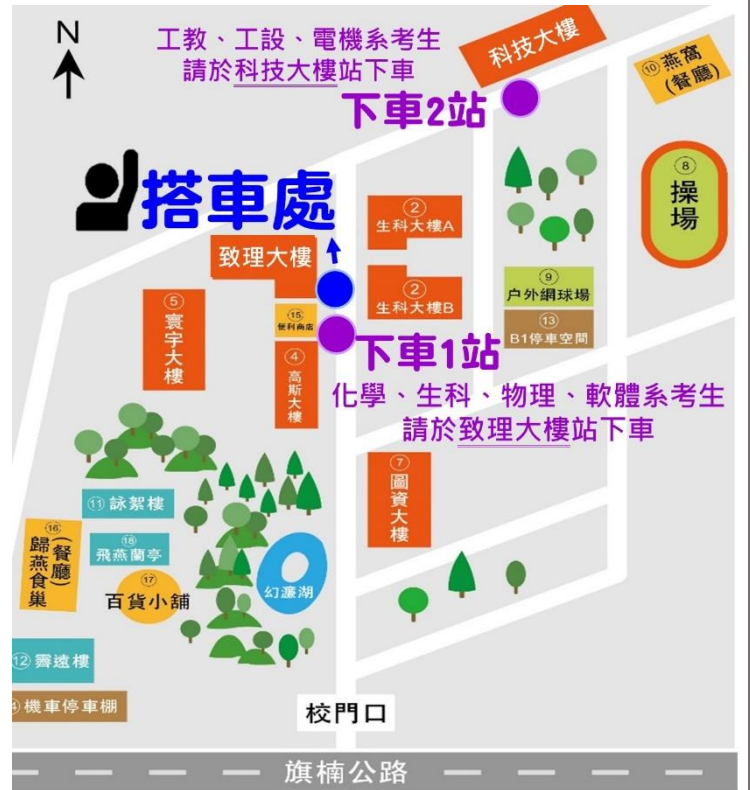 N
工教、工設、電機系考生
請於科技大樓站下車
科技大樓
⑩燕窩
(餐廳)
下車2站
⑧
操場
搭車處
②
生科大樓A
致理大樓
②
生科大樓B
⑨
户外網球場
⑤
寰宇大樓
⑮
便利商店
⑬
B1停車空間
下車1站
④
高斯大樓
化學、生科、物理、軟體系考生
請於致理大樓站下車
⑦
圖資大樓
⑪詠絮樓
⑯
(餐廳)
歸燕食巢
⑱
飛燕蘭亭
⑰
百貨小舖
幻濂湖
⑫霽遠樓
機車停車棚
校門口
旗楠公路